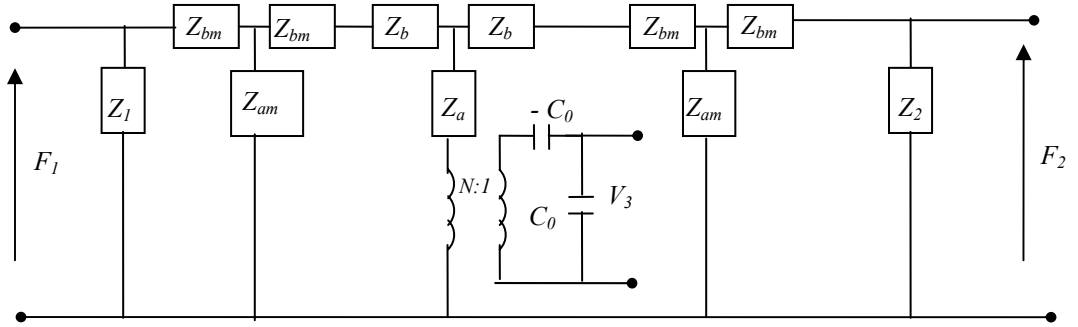 Z_bm Z_bm Z_b Z_b Z_bm Z_bm
Z_1 Z_am Z_a Z_am Z_2
- C_0
F_1 N:1 C_0 V_3 F_2